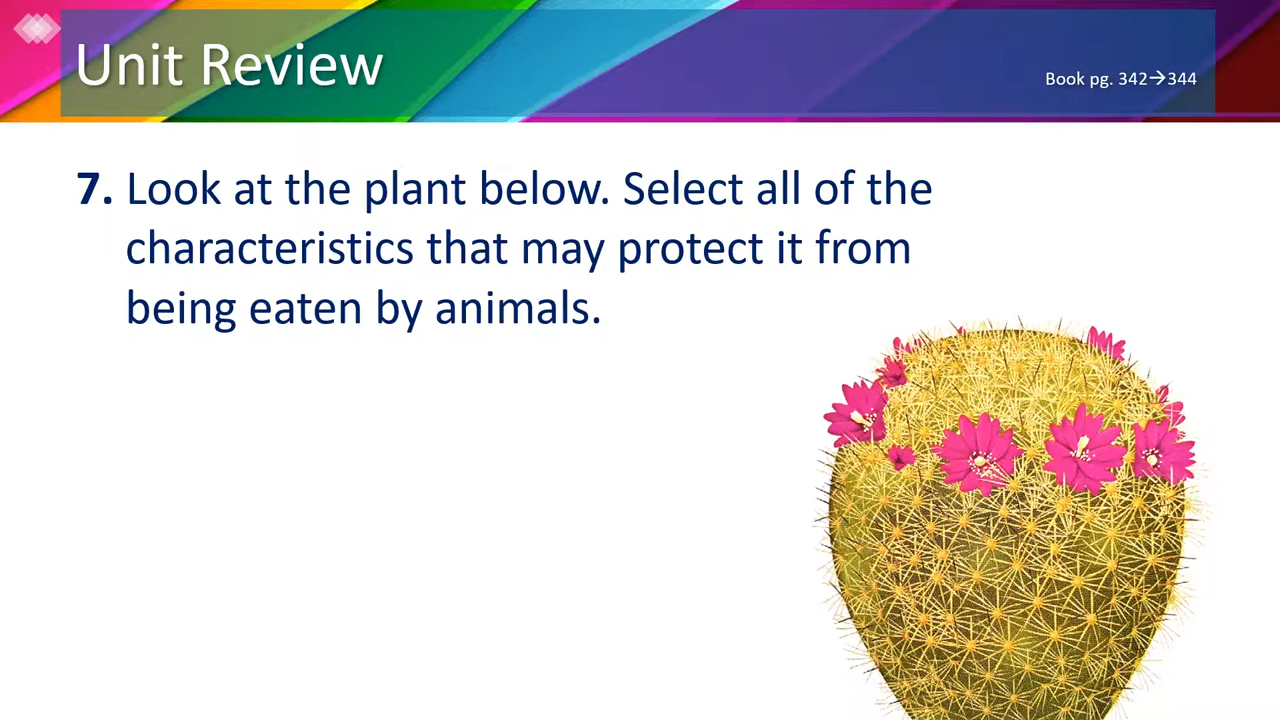 Unit Review
Book pg. 342→344
7. Look at the plant below. Select all of the
characteristics that may protect it from
being eaten by animals.